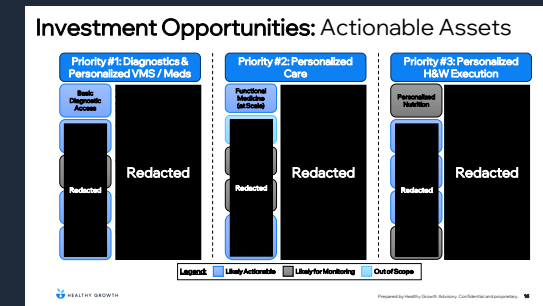 Investment Opportunities: Actionable Assets
Priority #1: Diagnostics &
Personalized VMS / Meds
Priority #2: Personalized
Care
Priority #3: Personalized
H&W Execution
Basic
Diagnostic
Access
Redacted
Redacted
Functional
Medicine
(at Scale)
Redacted
Redacted
Personalized
Nutrition
Redacted
Redacted
Legend: Likely Actionable Likely for Monitoring Out of Scope
HEALTHY GROWTH
Prepared by Healthy Growth Advisory. Confidential and proprietary. 16